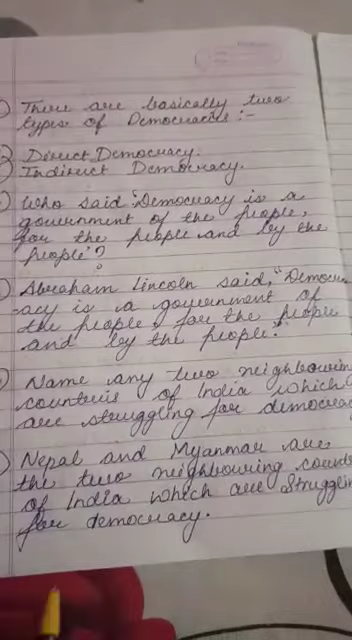 There are basically two
types of Democracies :-
Direct Democracy.
Indirect Democracy.
Who said "Democracy is a
government of the people,
for the people and by the
people"?
Abraham Lincoln said, "Democr
-acy is a government of
the people, for the people
and by the people."
Name any two neighbourin
countries of India which
are struggling for democrac
Nepal and Myanmar are
the two neighbouring count
of India which are Strugglin
for democracy.